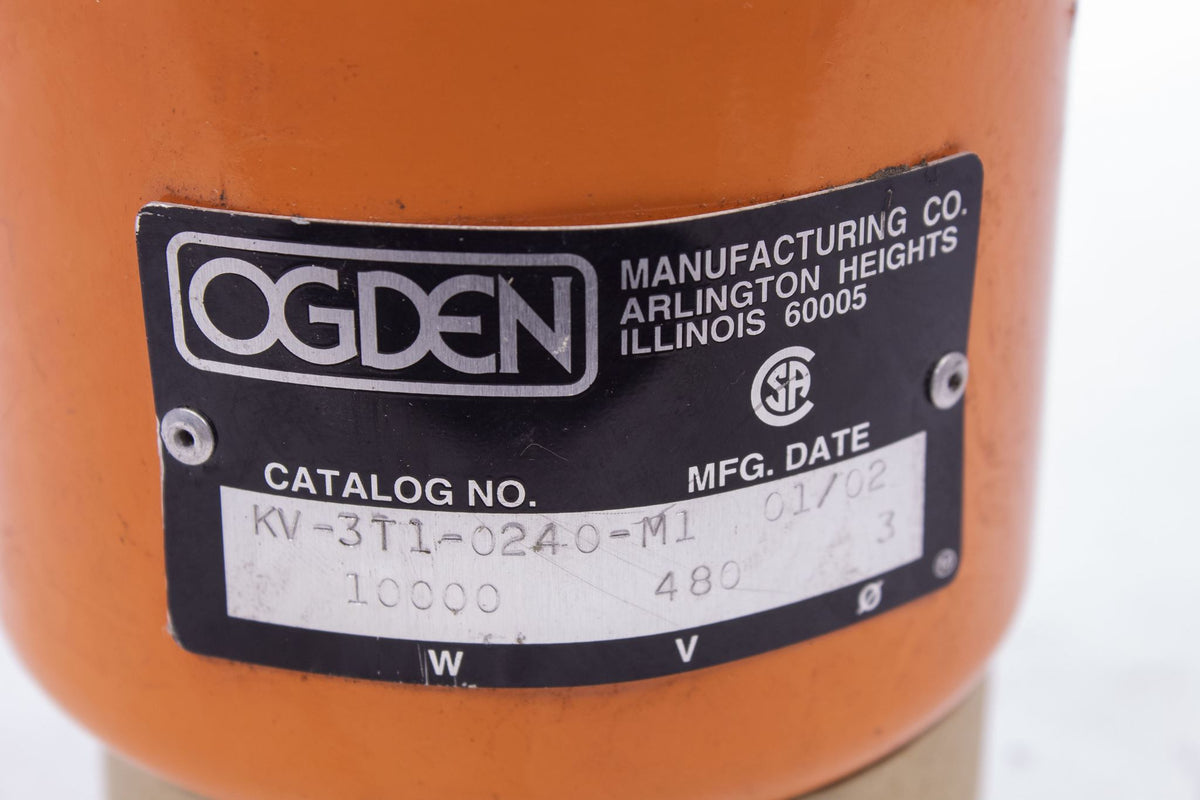 OGDEN
MANUFACTURING CO.
ARLINGTON HEIGHTS
ILLINOIS 60005
CSA
CATALOG NO. MFG. DATE
KV-3T1-0240-M1 01/02
10000 480 3
W V Ø